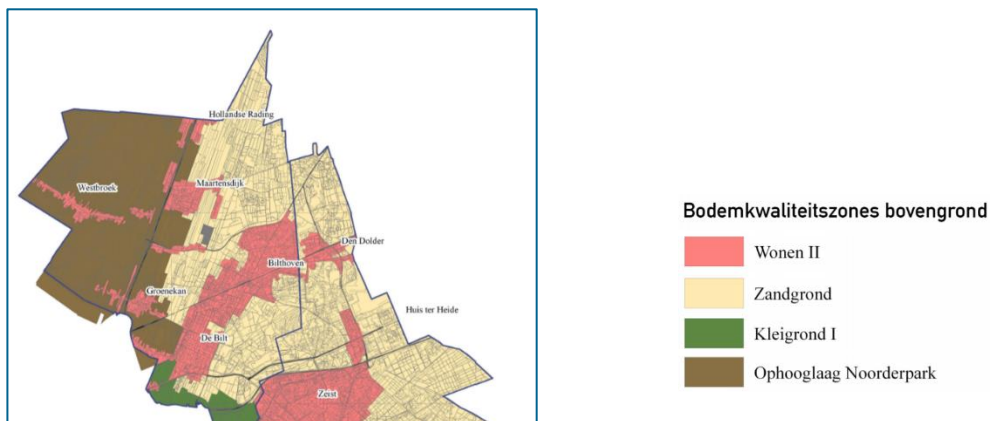 Hollandse Rading
Westbroek
Maartensdijk
Den Dolder
Bilthoven
Groenekan
Huis ter Heide
De Bilt
Zeist
Bodemkwaliteitszones bovengrond
Wonen II
Zandgrond
Kleigrond I
Ophooglaag Noorderpark